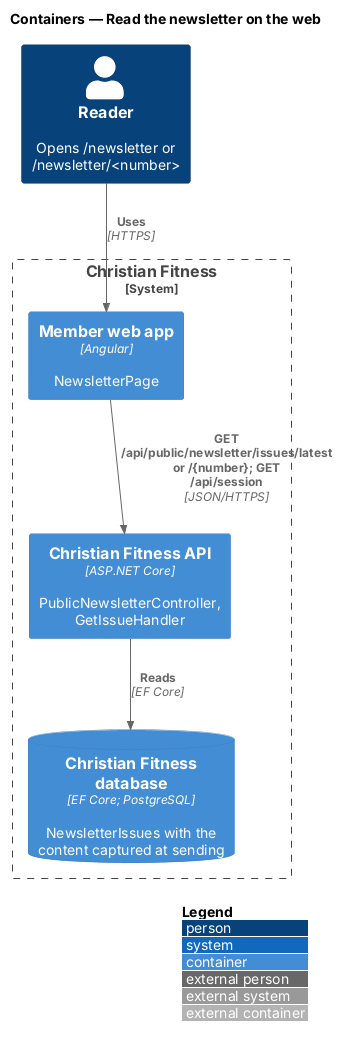 Containers — Read the newsletter on the web
Reader
Opens /newsletter or
/newsletter/<number>
Uses
[HTTPS]
Christian Fitness
[System]
Member web app
[Angular]
NewsletterPage
GET
/api/public/newsletter/issues/latest
or /{number}; GET
/api/session
[JSON/HTTPS]
Christian Fitness API
[ASP.NET Core]
PublicNewsletterController,
GetIssueHandler
Reads
[EF Core]
Christian Fitness
database
[EF Core; PostgreSQL]
NewsletterIssues with the
content captured at sending
Legend
person
system
container
external person
external system
external container